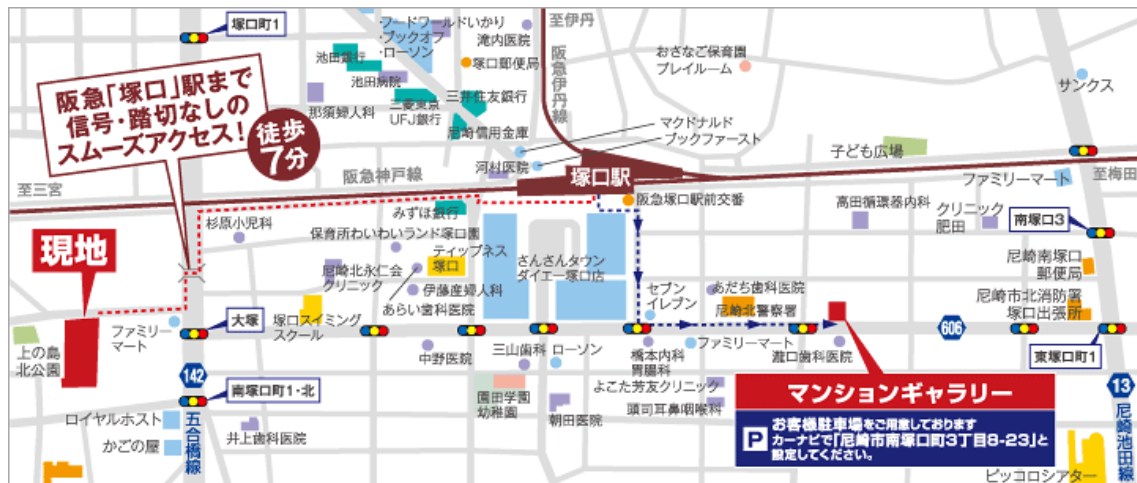 塚口町1
フードワールドいかり
ブックオフ
ローソン
滝内医院
至伊丹
阪急伊丹線
おさなご保育園
プレイルーム
サンクス
池田銀行
池田病院
塚口郵便局
那須婦人科
三菱東京
UFJ銀行
三井住友銀行
尼崎信用金庫
マクドナルド
ブックファースト
河村医院
子ども広場
阪急「塚口」駅まで
信号・踏切なしの
スムーズアクセス!
徒歩
7分
至三宮
阪急神戸線
塚口駅
至梅田
ファミリーマート
阪急塚口駅前交番
高田循環器内科
クリニック
肥田
南塚口3
みずほ銀行
杉原小児科
保育所わいわいランド塚口園
ティップネス
塚口
さんさんタウン
ダイエー塚口店
尼崎南塚口
郵便局
現地
尼崎北永仁会
クリニック
伊藤産婦人科
あらい歯科医院
セブン
イレブン
あだち歯科医院
尼崎北警察署
尼崎市北消防署
塚口出張所
大塚
塚口スイミング
スクール
ファミリー
マート
606
上の島
北公園
中野医院
三山歯科
ローソン
橋本内科
胃腸科
ファミリーマート
瀧口歯科医院
東塚口町1
142
南塚口町1・北
園田学園
幼稚園
朝田医院
よこた芳友クリニック
頭司耳鼻咽喉科
マンションギャラリー
P
お客様駐車場をご用意しております
カーナビで「尼崎市南塚口町3丁目8-23」と
設定してください。
13
尼崎池田線
ロイヤルホスト
かごの屋
五合橋線
井上歯科医院
ピッコロシアター